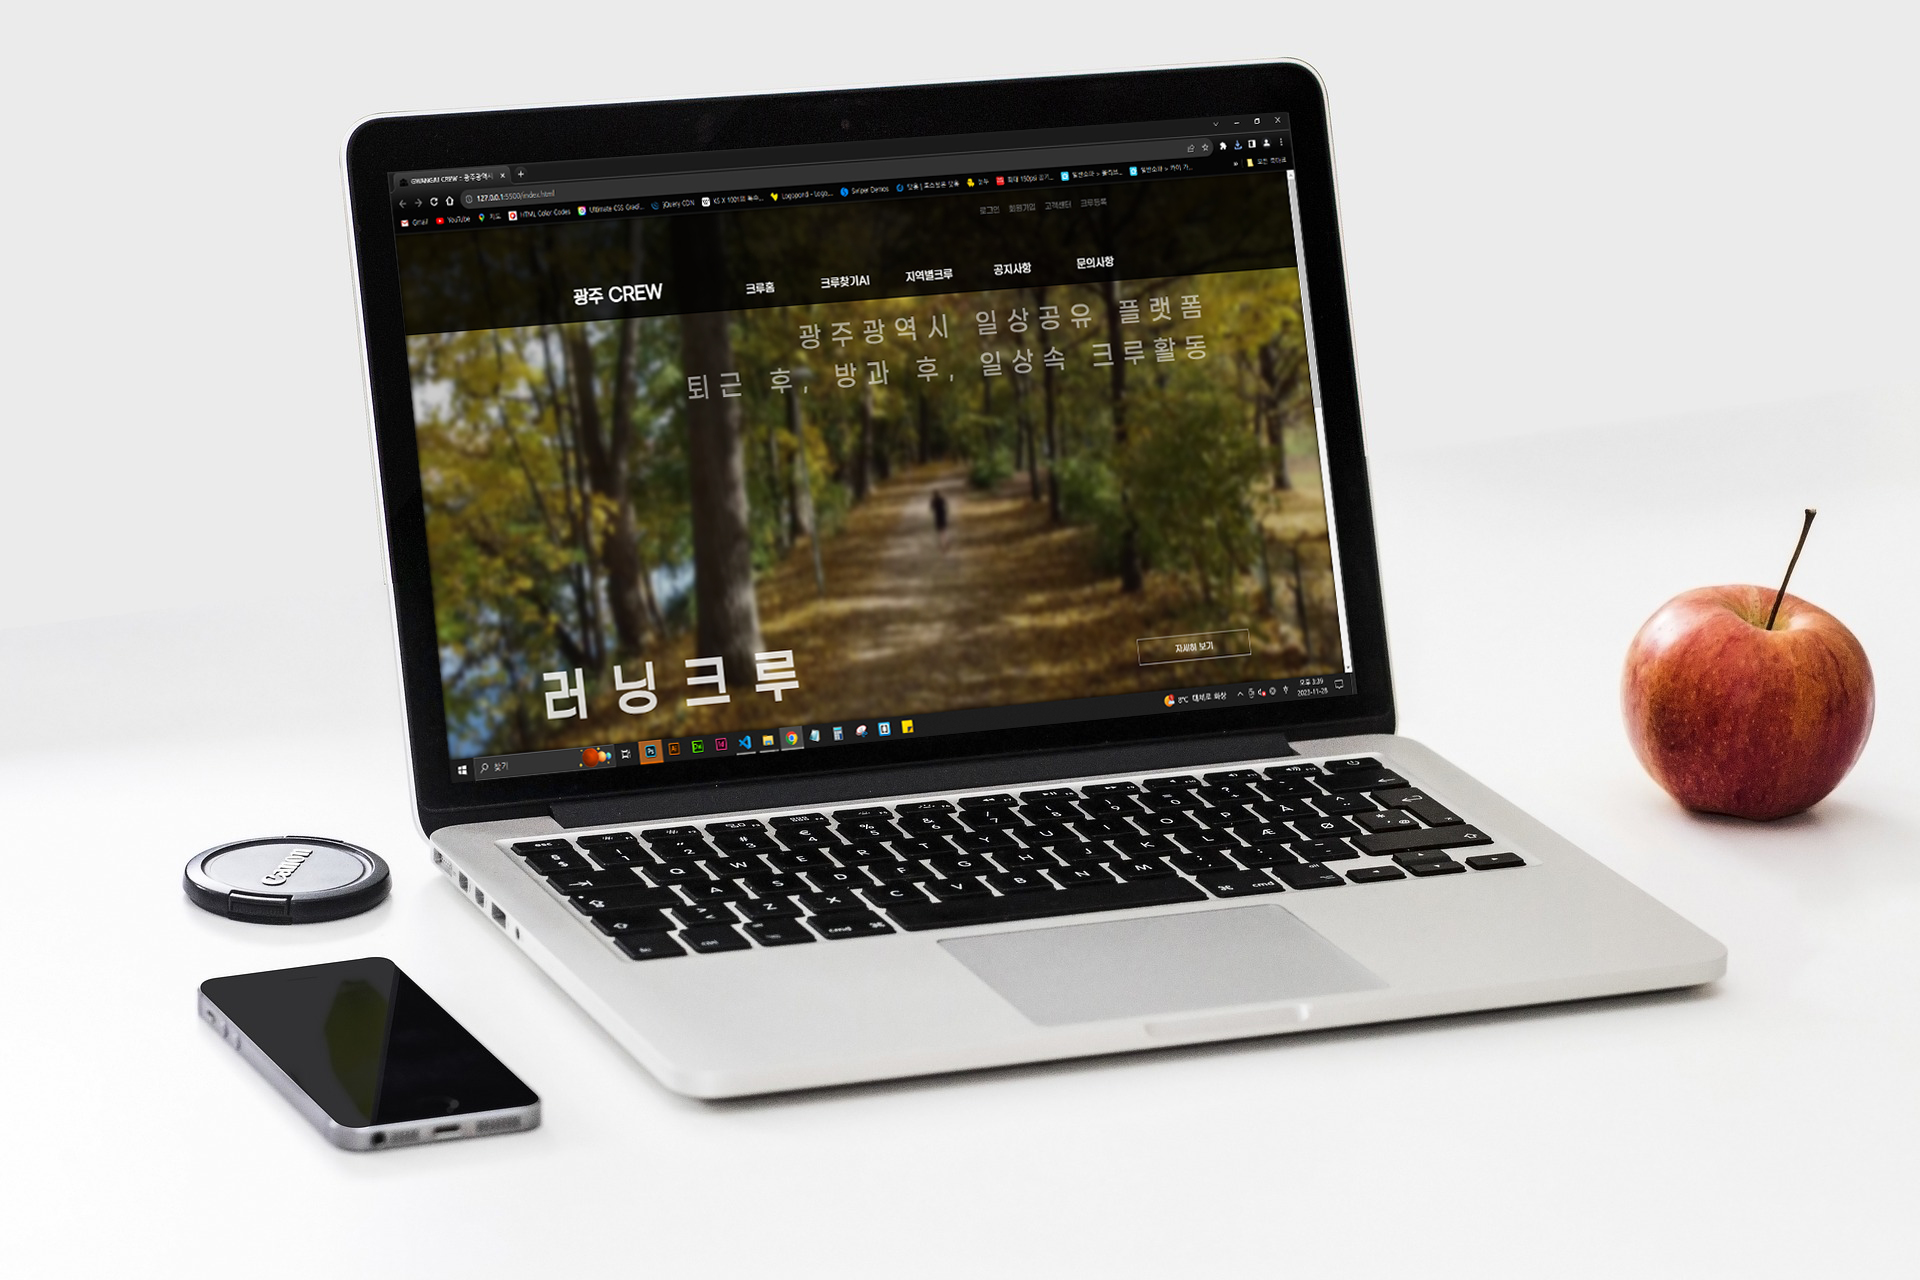 GWANGJU CREW :: 광주광역시
127.0.0.1:5500/index.html
Gmail YouTube 지도 HTML Color Codes Ultimate CSS Gradi... jQuery CDN Logopond - Logo... Swiper Demos
로그인 회원가입 고객센터 크루등록
광주 CREW 크루홈 크루찾기AI 지역별크루 공지사항 문의사항
광주광역시 일상공유 플랫폼
퇴근 후, 방과 후, 일상속 크루활동
러닝크루
자세히 보기
찾기
8°C 대체로 화창
오후 3:39
2023-11-28
Canon
esc
Q W E R T Y U I O P Å
A S D F G H J K L Æ Ø
Z X C V B N M
cmd ⌘
⌘ cmd